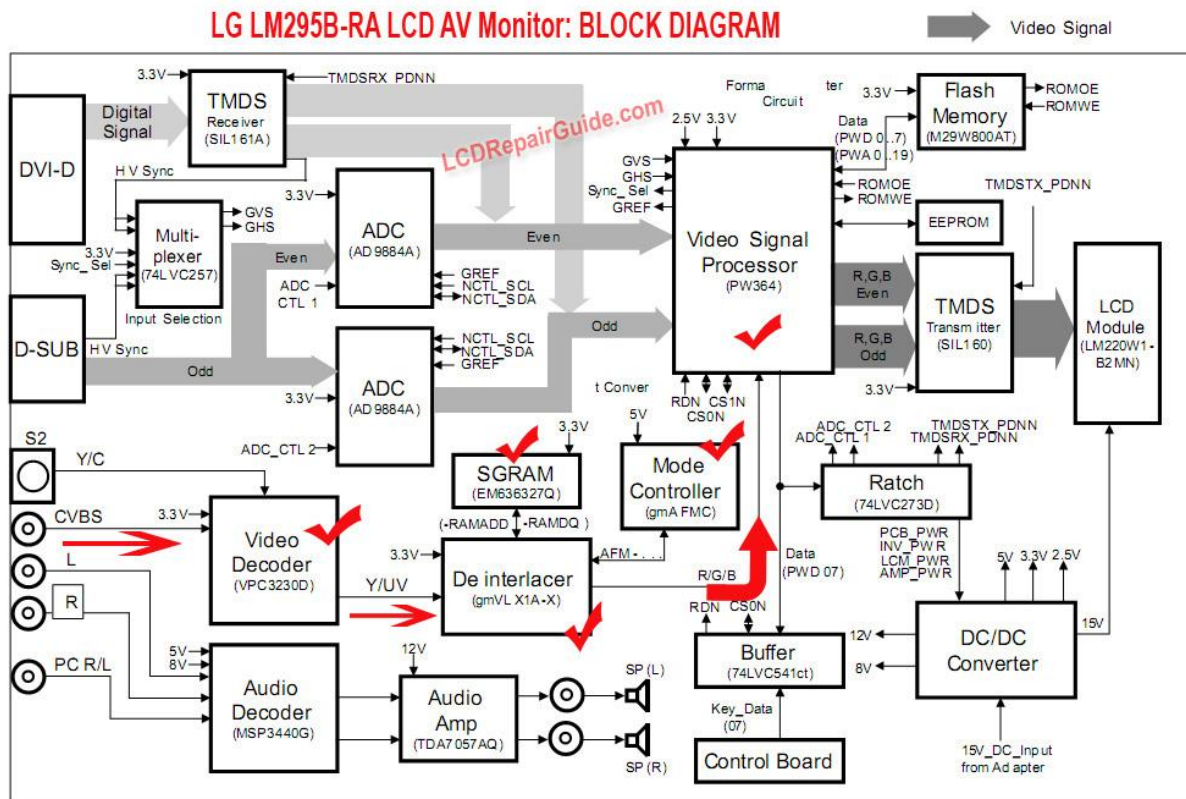 LG LM295B-RA LCD AV Monitor: BLOCK DIAGRAM
Video Signal
3.3V
TMDSRX_PDNN
TMDS
Receiver
(SIL161A)
Digital
Signal
DVI-D
H V Sync
LCDRepairGuide.com
Forma
ter
Circuit
2.5V
3.3V
3.3V
Flash
Memory
(M29W800AT)
ROMOE
ROMWE
Data
(PWD 0..7)
(PWA 0..19)
GVS
GHS
Sync_Sel
GREF
ROMOE
ROMWE
TMDSTX_PDNN
EEPROM
Multi-
plexer
(74LVC257)
Input Selection
GVS
GHS
3.3V
Sync_Sel
3.3V
ADC
(AD9884A)
Even
Even
ADC
CTL 1
GREF
NCTL_SCL
NCTL_SDA
Video Signal
Processor
(PW364)
R,G,B
Even
R,G,B
Odd
TMDS
Transmitter
(SIL160)
3.3V
LCD
Module
(LM220W1-
B2MN)
D-SUB
H V Sync
Odd
Odd
NCTL_SCL
NCTL_SDA
GREF
ADC
(AD9884A)
3.3V
ADC_CTL 2
RDN
CS0N
CS1N
t Conver
5V
Mode
Controller
(gmA FMC)
3.3V
SGRAM
(EM636327Q)
(-RAMADD
-RAMDQ )
ADC_CTL 2
ADC_CTL 1
TMDSTX_PDNN
TMDSRX_PDNN
Ratch
(74LVC273D)
S2
Y/C
CVBS
L
R
PC R/L
3.3V
Video
Decoder
(VPC3230D)
Y/UV
3.3V
De interlacer
(gmVL X1A-X)
AFM - . . .
R/G/B
Data
(PWD 07)
PCB_PWR
INV_PWR
LCM_PWR
AMP_PWR
5V
3.3V
2.5V
RDN
CS0N
Buffer
(74LVC541ct)
Key_Data
(07)
Control Board
12V
8V
DC/DC
Converter
15V
15V_DC_Input
from Adapter
5V
8V
Audio
Decoder
(MSP3440G)
12V
Audio
Amp
(TDA7057AQ)
SP (L)
SP (R)